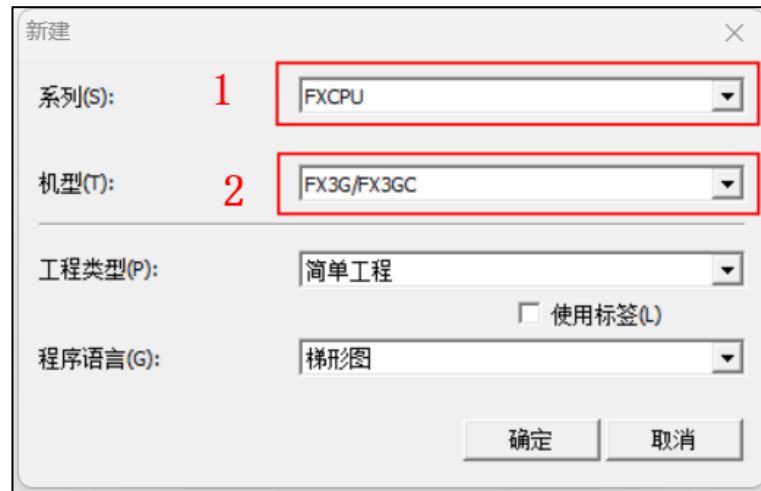 新建
系列(S): 1 FXCPU
机型(T): 2 FX3G/FX3GC
工程类型(P): 简单工程
使用标签(L)
程序语言(G): 梯形图
确定 取消